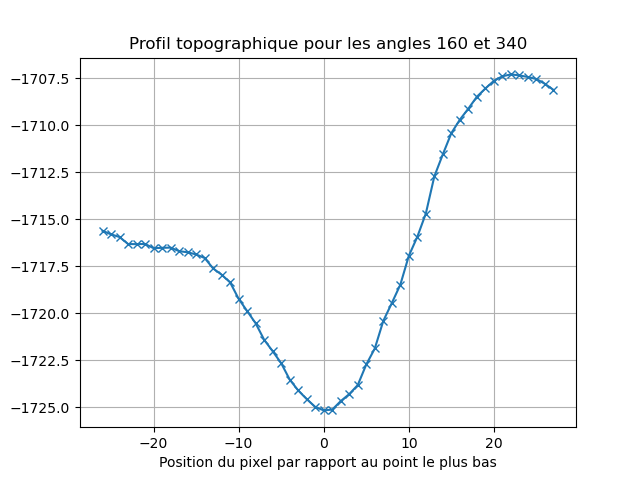 Profil topographique pour les angles 160 et 340
−1707.5
−1710.0
−1712.5
−1715.0
−1717.5
−1720.0
−1722.5
−1725.0
−20 −10 0 10 20
Position du pixel par rapport au point le plus bas